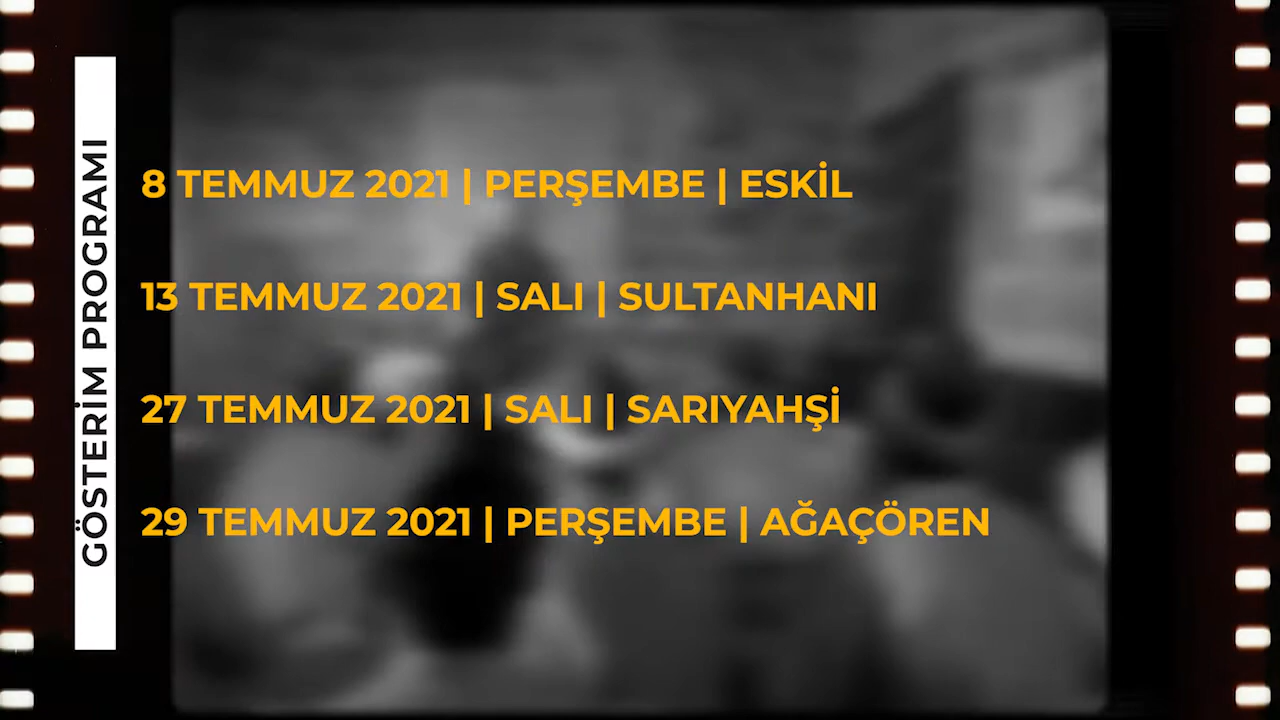 GÖSTERİM PROGRAMI
8 TEMMUZ 2021 | PERŞEMBE | ESKİL
13 TEMMUZ 2021 | SALI | SULTANHANI
27 TEMMUZ 2021 | SALI | SARIYAHŞİ
29 TEMMUZ 2021 | PERŞEMBE | AĞAÇÖREN